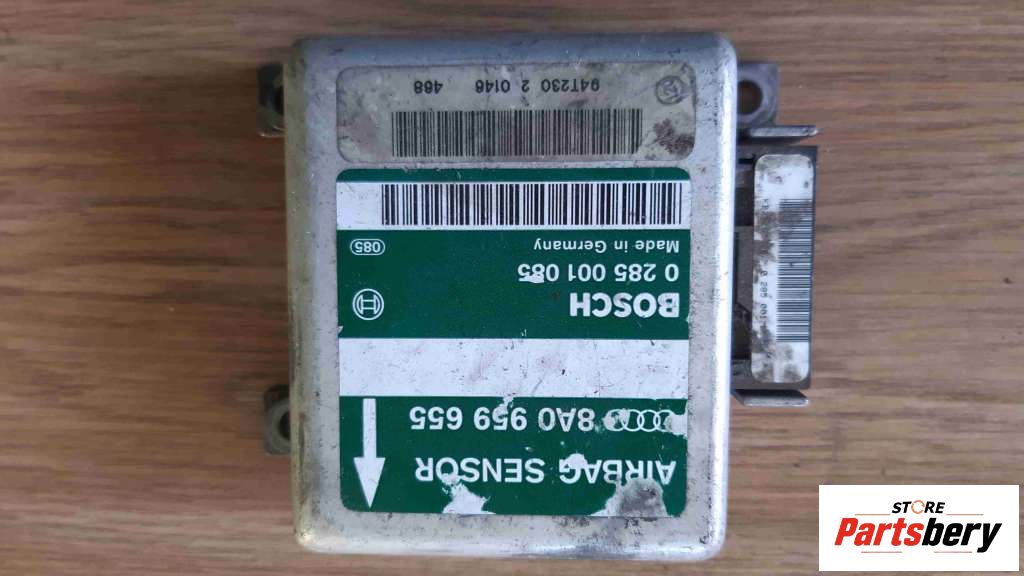 AIRBAG SENSOR
8A0 959 655
BOSCH
0 285 001 085
Made in Germany
085
94T230 2 0146 468
STORE
Partsbery